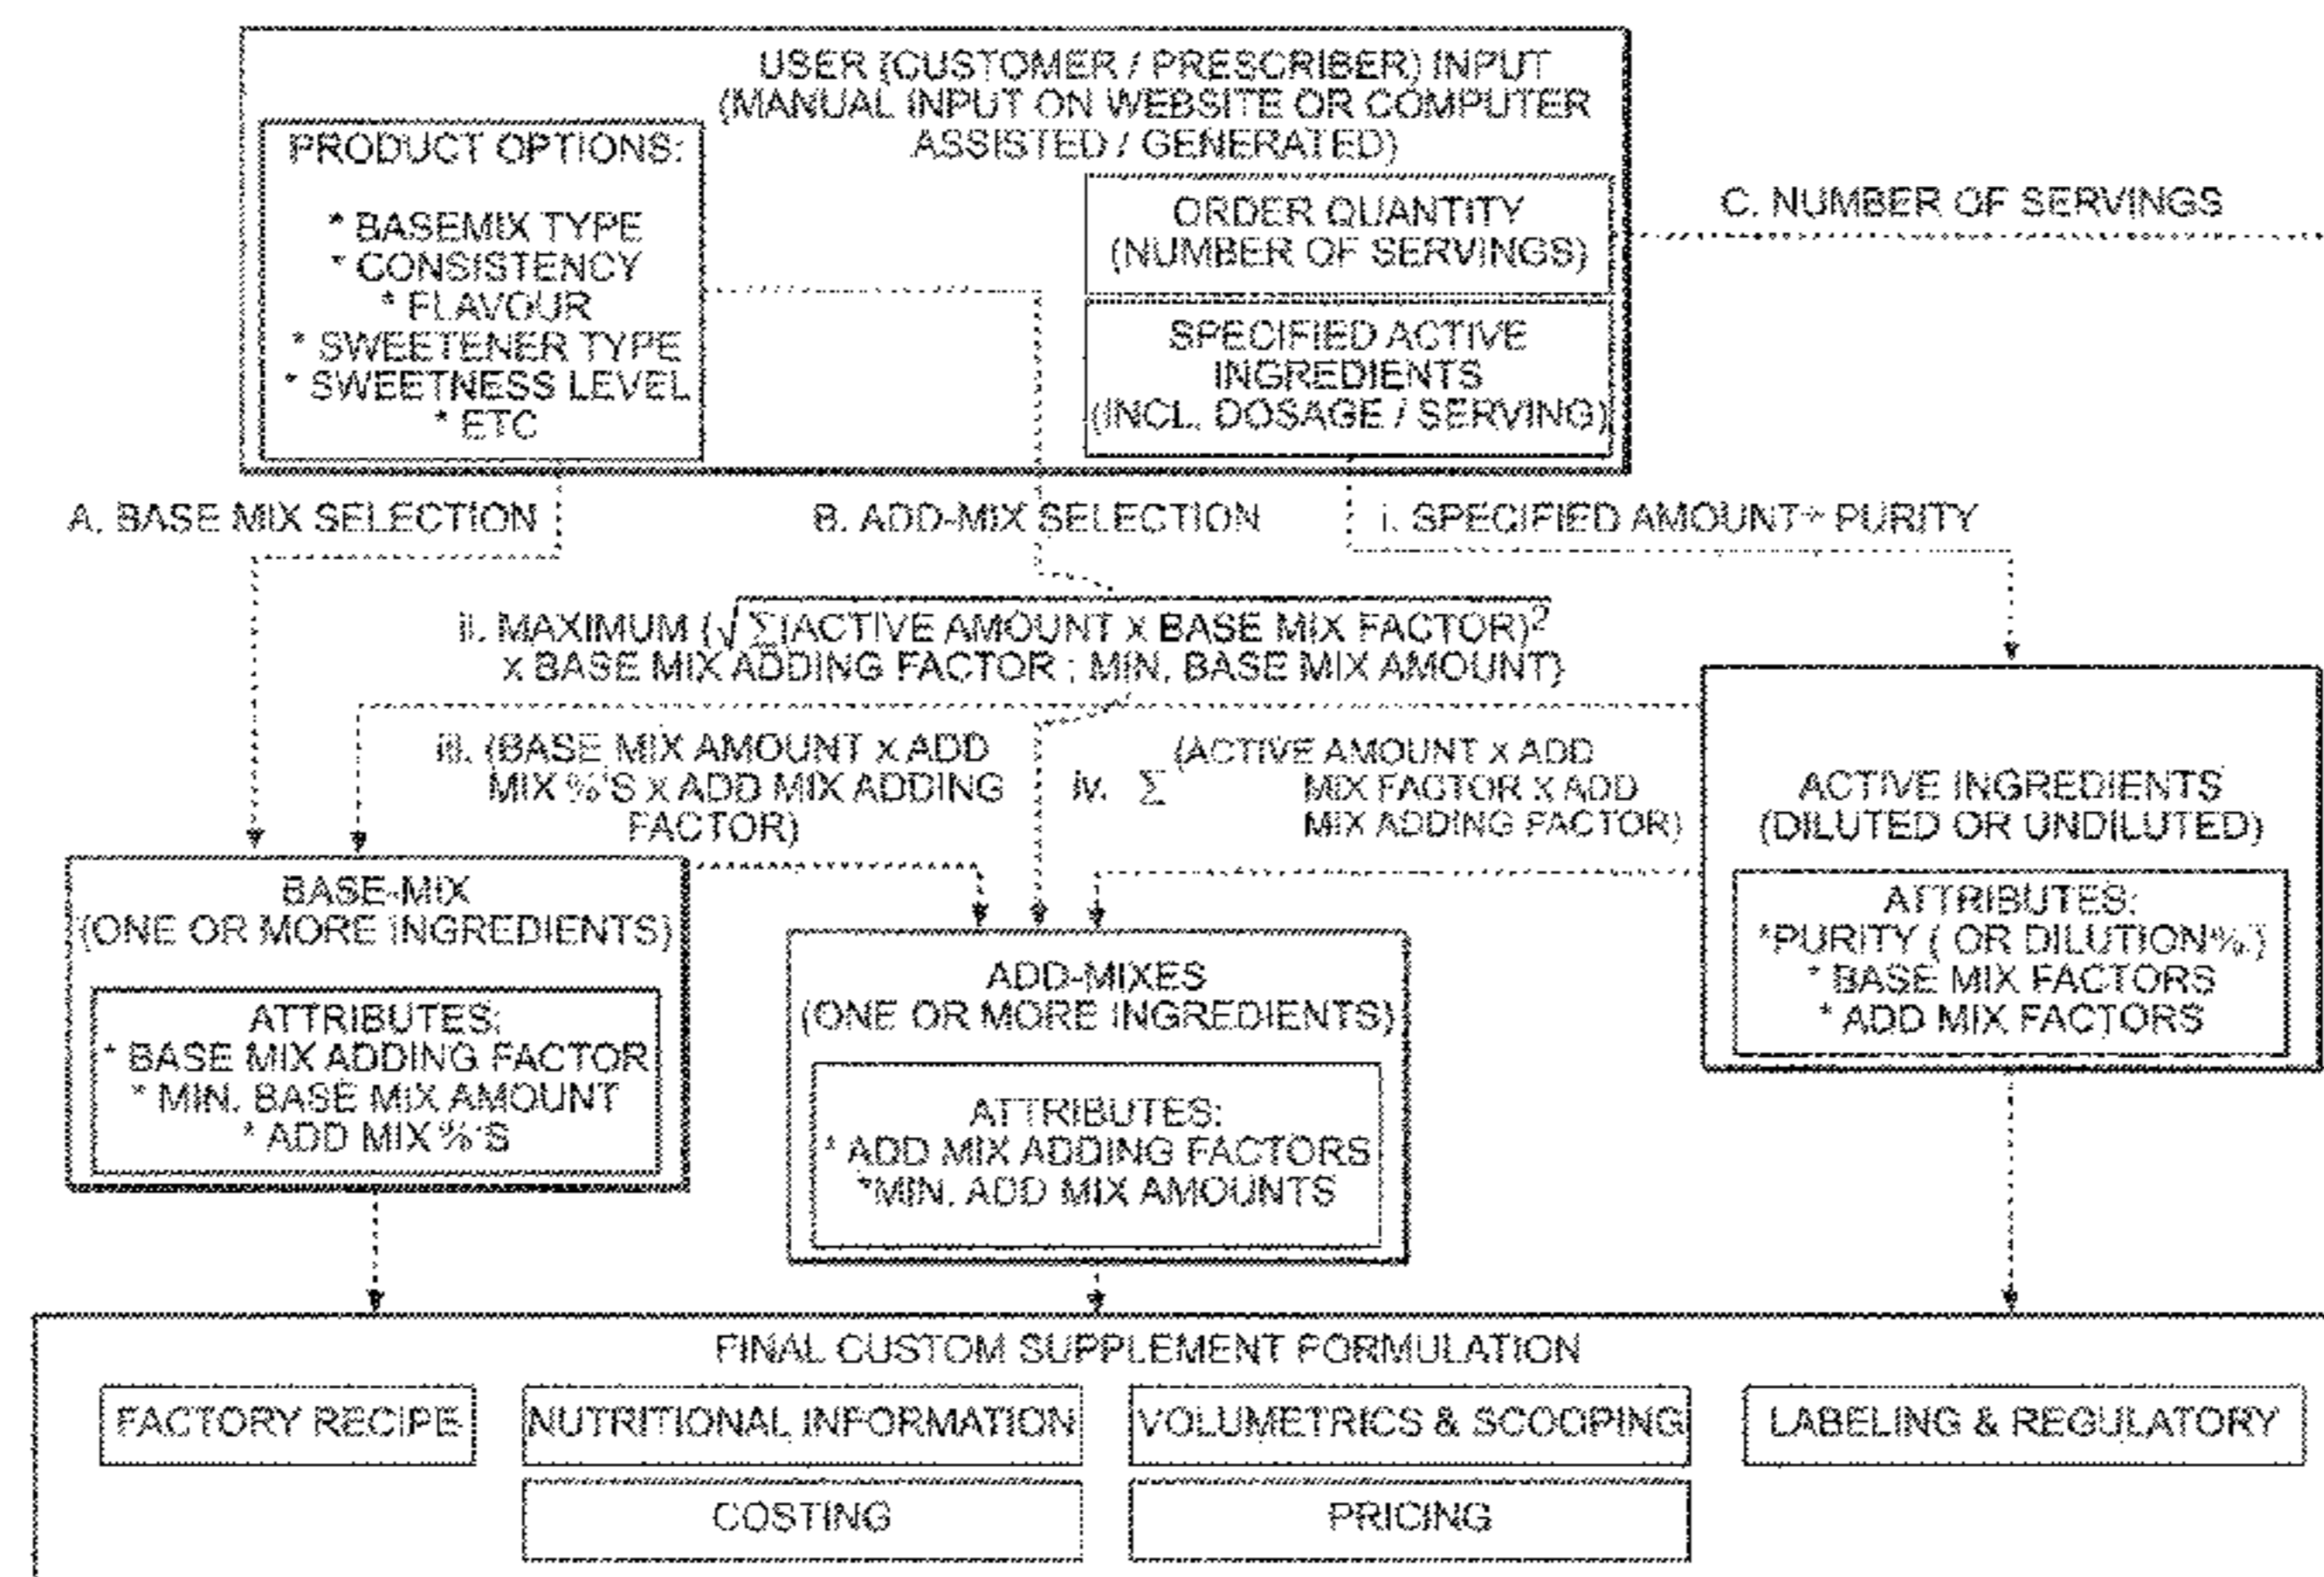 USER (CUSTOMER / PRESCRIBER) INPUT
(MANUAL INPUT ON WEBSITE OR COMPUTER
ASSISTED / GENERATED)
PRODUCT OPTIONS:
* BASEMIX TYPE
* CONSISTENCY
* FLAVOUR
* SWEETENER TYPE
* SWEETNESS LEVEL
* ETC
ORDER QUANTITY
(NUMBER OF SERVINGS)
SPECIFIED ACTIVE
INGREDIENTS
(INCL. DOSAGE / SERVING)
C. NUMBER OF SERVINGS
A. BASE MIX SELECTION
B. ADD-MIX SELECTION
i. SPECIFIED AMOUNT÷ PURITY
ii. MAXIMUM (√∑(ACTIVE AMOUNT x BASE MIX FACTOR)²
x BASE MIX ADDING FACTOR ; MIN. BASE MIX AMOUNT)
iii. (BASE MIX AMOUNT x ADD
MIX %'S x ADD MIX ADDING
FACTOR)
iv. ∑ (ACTIVE AMOUNT x ADD
MIX FACTOR X ADD
MIX ADDING FACTOR)
BASE-MIX
(ONE OR MORE INGREDIENTS)
ATTRIBUTES:
* BASE MIX ADDING FACTOR
* MIN. BASE MIX AMOUNT
* ADD MIX %'S
ADD-MIXES
(ONE OR MORE INGREDIENTS)
ATTRIBUTES:
* ADD MIX ADDING FACTORS
*MIN. ADD MIX AMOUNTS
ACTIVE INGREDIENTS
(DILUTED OR UNDILUTED)
ATTRIBUTES:
*PURITY ( OR DILUTION%.)
* BASE MIX FACTORS
* ADD MIX FACTORS
FINAL CUSTOM SUPPLEMENT FORMULATION
FACTORY RECIPE
NUTRITIONAL INFORMATION
VOLUMETRICS & SCOOPING
LABELING & REGULATORY
COSTING
PRICING